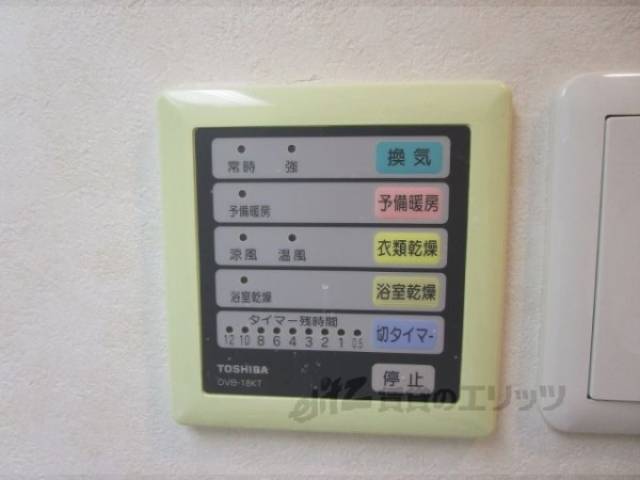 換気
常時 強
予備暖房
予備暖房
衣類乾燥
涼風 温風
浴室乾燥
浴室乾燥
タイマー残時間
切タイマー
12 10 8 6 4 3 2 1 0.5
TOSHIBA
DVB-18KT
停止
賃貸のエリッツ